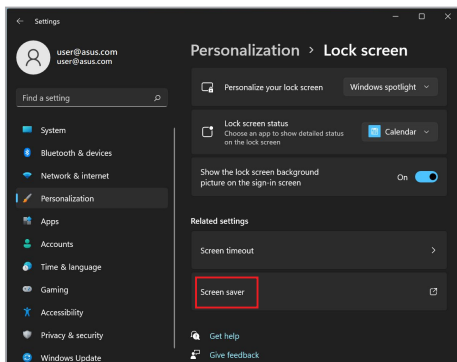 Settings
user@asus.com
user@asus.com
Find a setting
System
Bluetooth & devices
Network & internet
Personalization
Apps
Accounts
Time & language
Gaming
Accessibility
Privacy & security
Windows Update
Personalization > Lock screen
Personalize your lock screen
Windows spotlight
Lock screen status
Choose an app to show detailed status
on the lock screen
Calendar
Show the lock screen background
picture on the sign-in screen
On
Related settings
Screen timeout
Screen saver
Get help
Give feedback